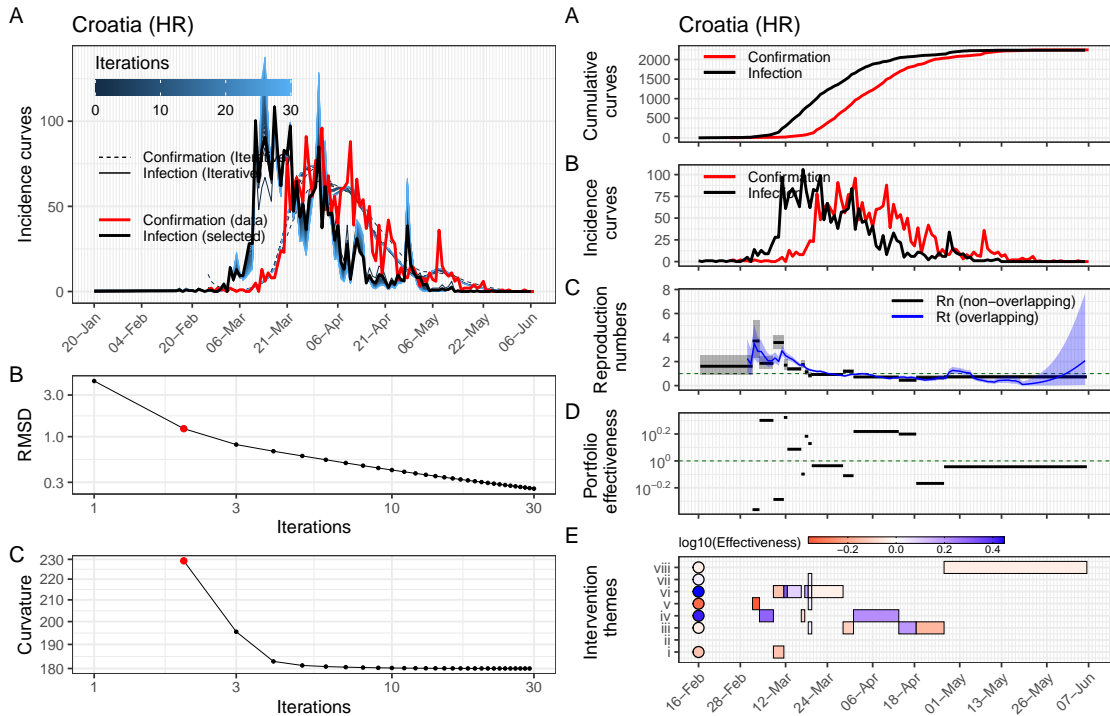 A
Croatia (HR)
Iterations
0 10 20 30
Confirmation (Iterative)
Infection (Iterative)
Confirmation (data)
Infection (selected)
Incidence curves
100
50
0
20−Jan
04−Feb
20−Feb
06−Mar
21−Mar
06−Apr
21−Apr
06−May
22−May
06−Jun
B
RMSD
3.0
1.0
0.3
1 3 10 30
Iterations
C
Curvature
230
220
210
200
190
180
1 3 10 30
Iterations
A
Croatia (HR)
Cumulative
curves
2000
1500
1000
500
0
Confirmation
Infection
B
Incidence
curves
100
75
50
25
0
Confirmation
Infection
C
Reproduction
numbers
8
6
4
2
0
Rn (non−overlapping)
Rt (overlapping)
D
Portfolio
effectiveness
10^0.2
10^0
10^−0.2
E
log10(Effectiveness)
−0.2 0.0 0.2 0.4
Intervention
themes
viii
vii
vi
v
iv
iii
ii
i
16−Feb
28−Feb
12−Mar
24−Mar
06−Apr
18−Apr
01−May
13−May
26−May
07−Jun